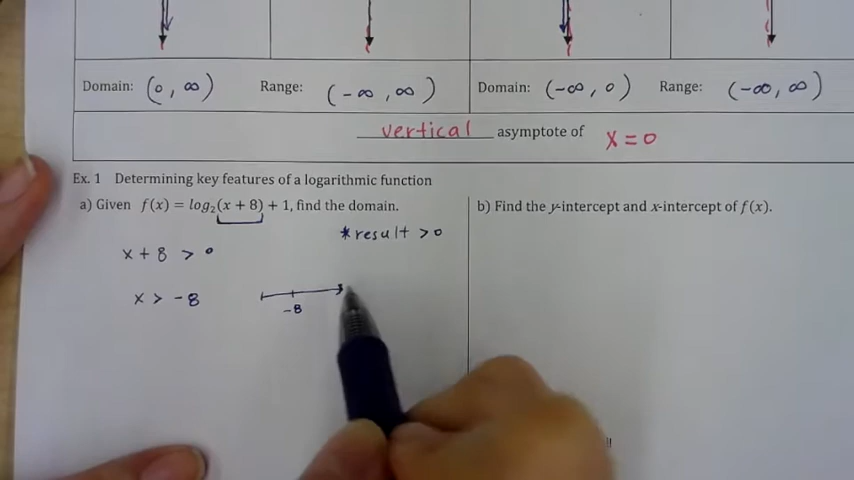 Domain: (0, ∞) Range: (-∞, ∞) Domain: (-∞, 0) Range: (-∞, ∞)
vertical asymptote of x = 0
Ex. 1 Determining key features of a logarithmic function
a) Given f(x) = log₂(x + 8) + 1, find the domain.
*result > 0
x + 8 > 0
x > -8
-8
b) Find the y-intercept and x-intercept of f(x).